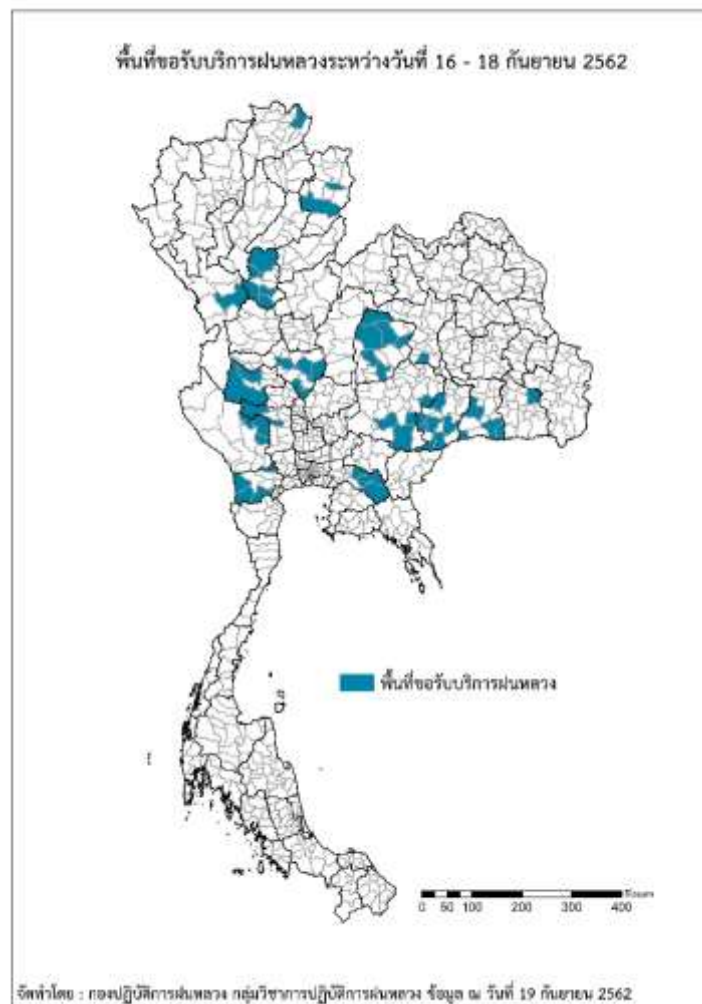 พื้นที่ขอรับบริการฝนหลวงระหว่างวันที่ 16 - 18 กันยายน 2562
พื้นที่ขอรับบริการฝนหลวง
0 50 100 200 300 400
จัดทำโดย : กองปฏิบัติการฝนหลวง กลุ่มวิชาการปฏิบัติการฝนหลวง ข้อมูล ณ วันที่ 19 กันยายน 2562